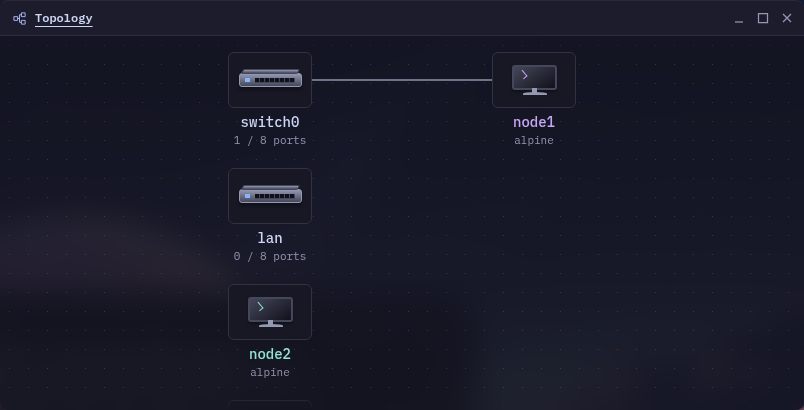 Topology
switch0
1 / 8 ports
node1
alpine
lan
0 / 8 ports
node2
alpine